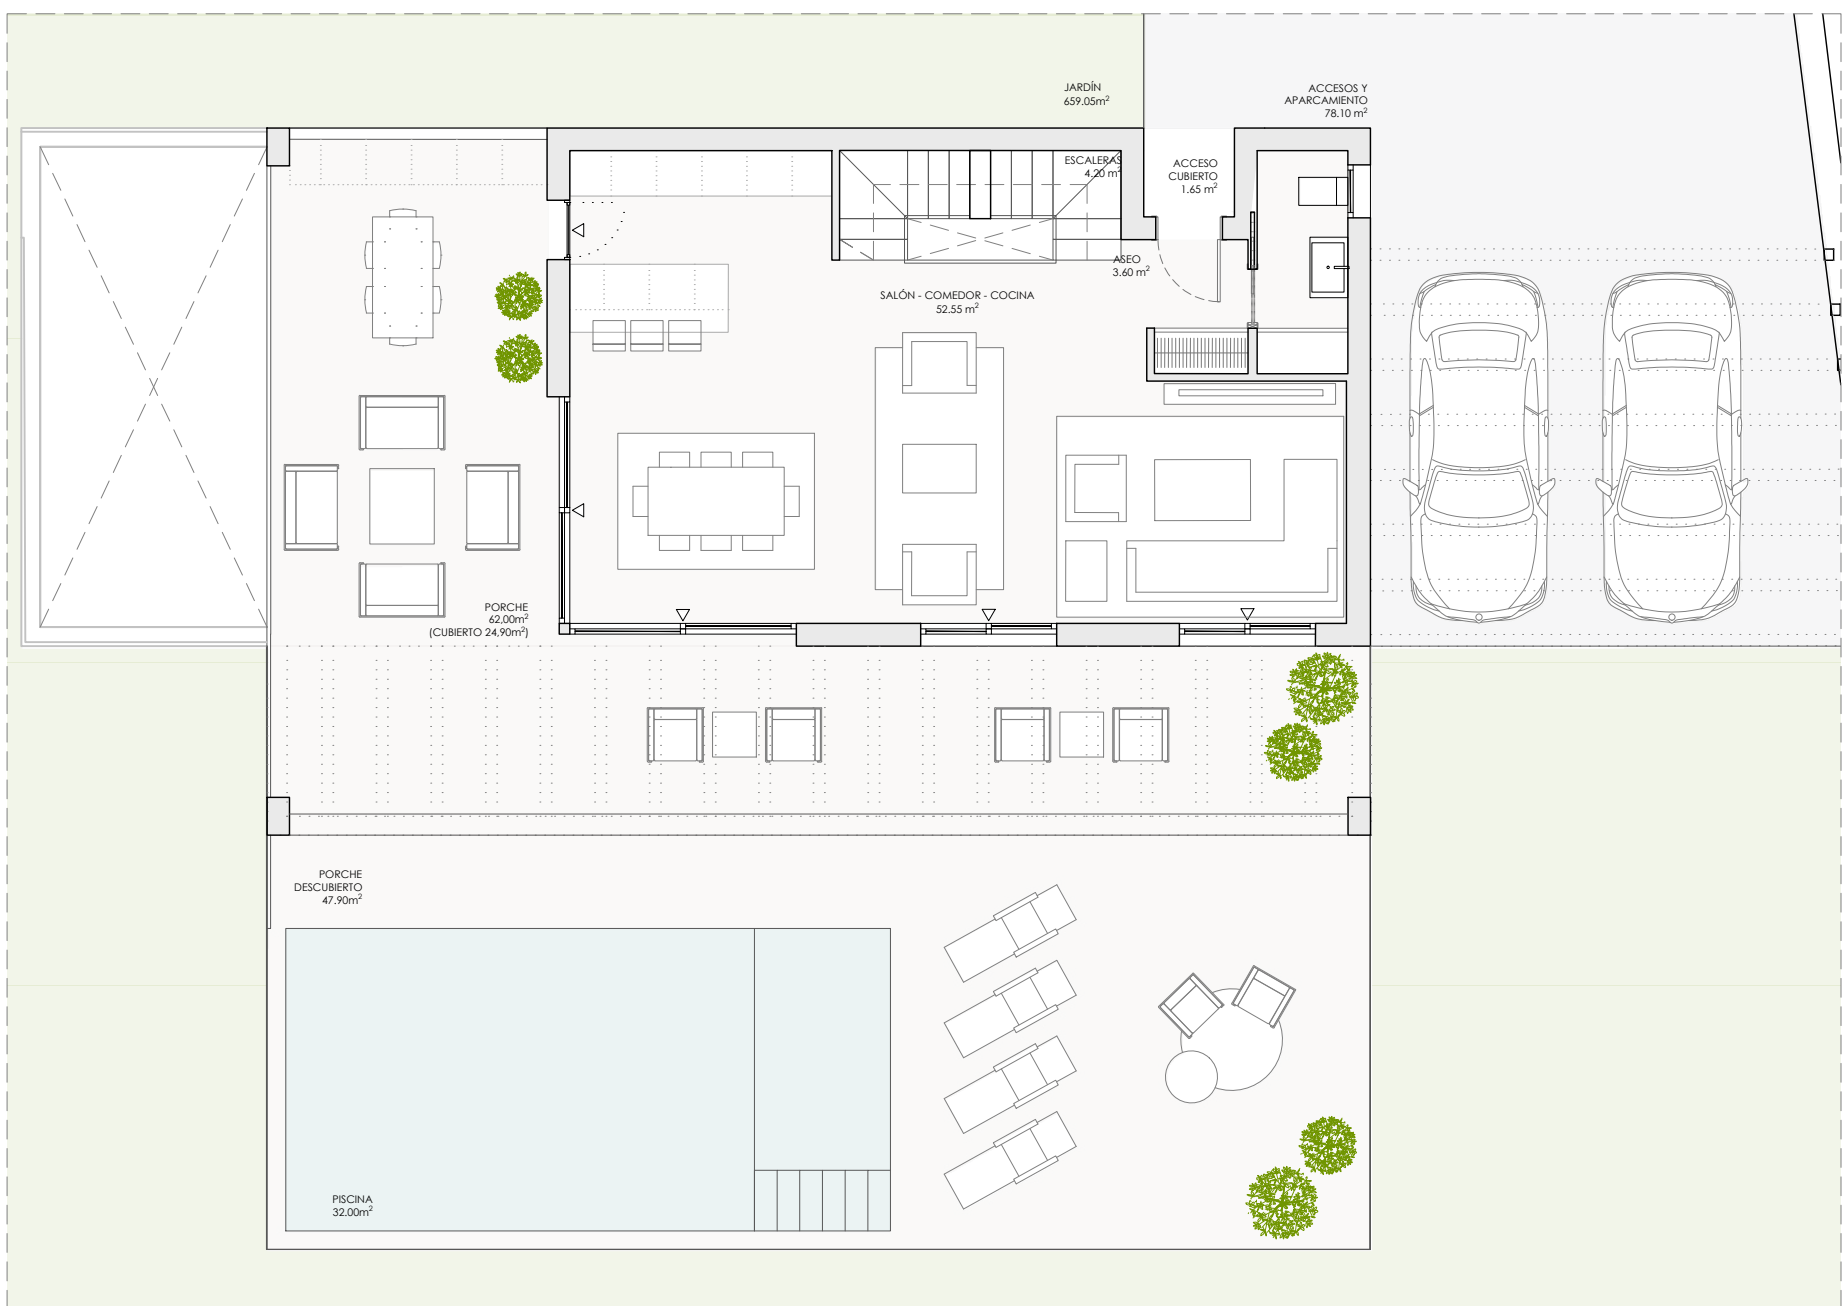 JARDÍN
659.05m²
ACCESOS Y
APARCAMIENTO
78.10 m²
ESCALERAS
4.20 m²
ACCESO
CUBIERTO
1.65 m²
ASEO
3.60 m²
SALÓN - COMEDOR - COCINA
52.55 m²
PORCHE
62,00m²
(CUBIERTO 24,90m²)
PORCHE
DESCUBIERTO
47.90m²
PISCINA
32.00m²